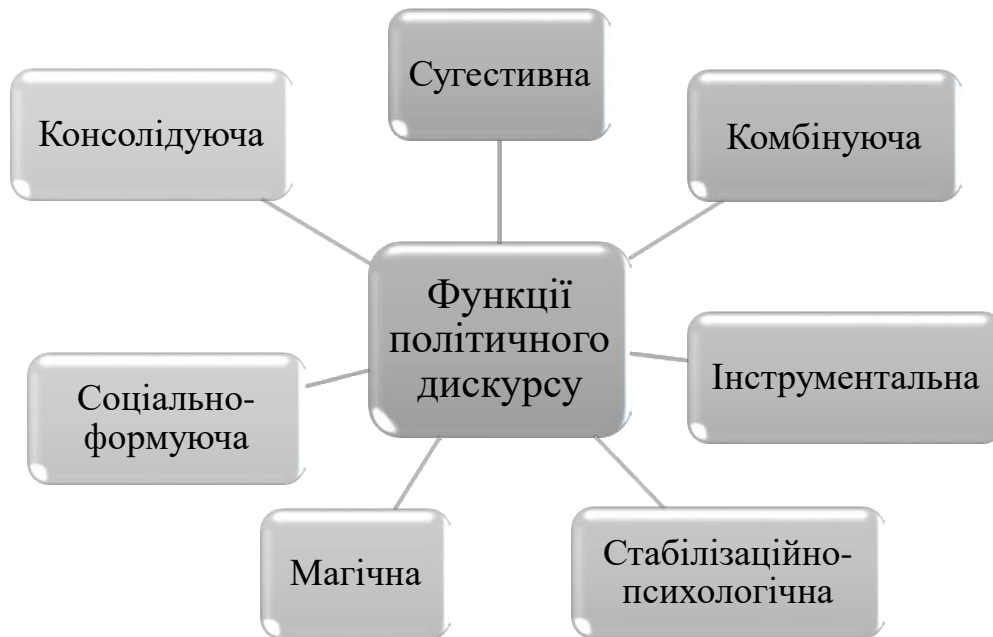 Сугестивна
Консолідуюча
Комбінуюча
Функції
політичного
дискурсу
Інструментальна
Соціально-
формуюча
Магічна
Стабілізаційно-
психологічна